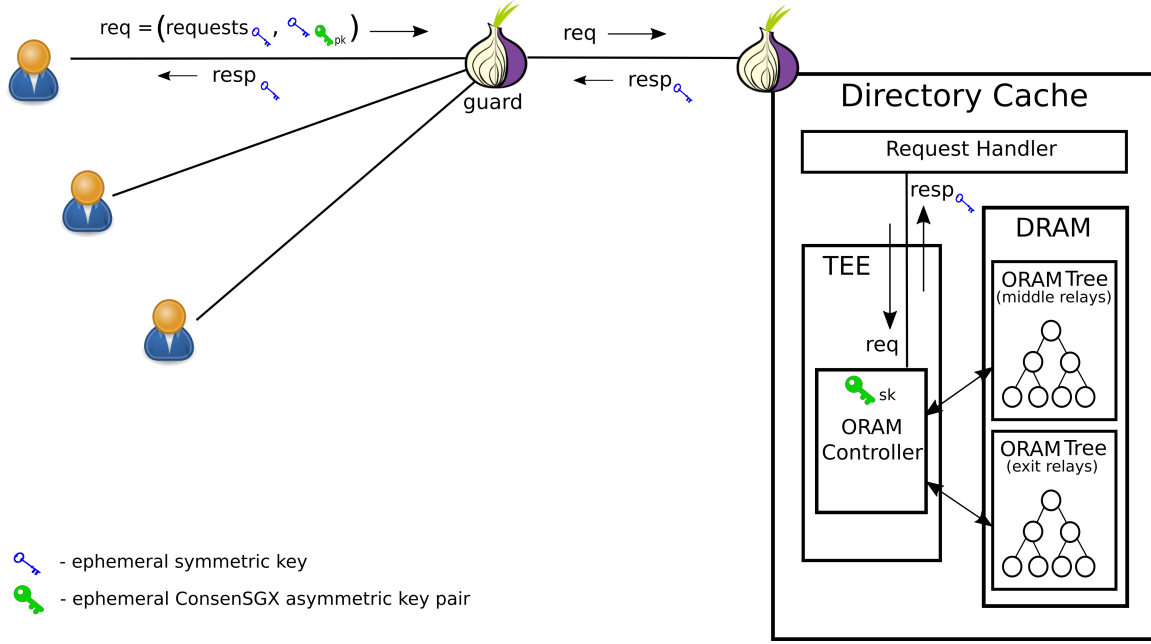 req = (requests, pk)
req
resp
resp
guard
Directory Cache
Request Handler
resp
DRAM
TEE
ORAM Tree
(middle relays)
req
sk
ORAM
Controller
ORAM Tree
(exit relays)
- ephemeral symmetric key
- ephemeral ConsenSGX asymmetric key pair